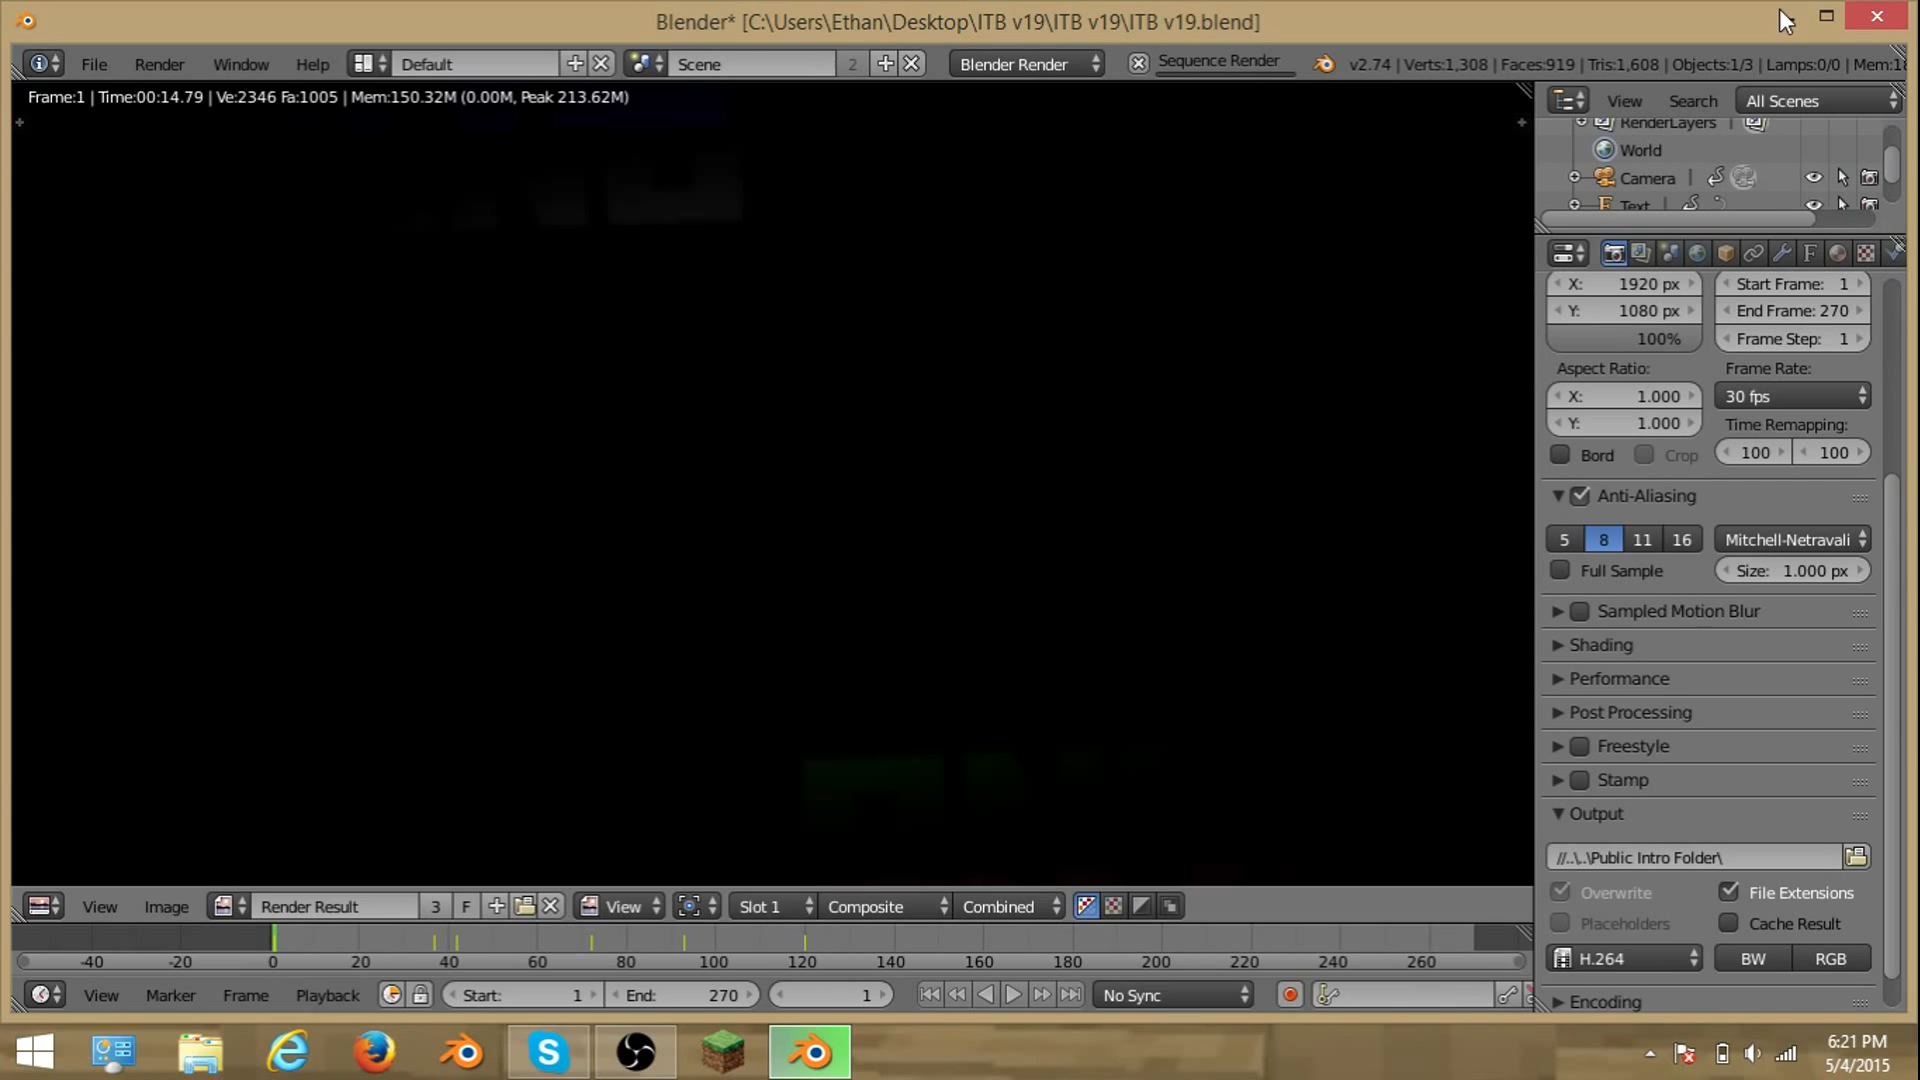 Blender* [C:\Users\Ethan\Desktop\ITB v19\ITB v19\ITB v19.blend]
File Render Window Help Default Scene 2 Blender Render Sequence Render v2.74 | Verts:1,308 | Faces:919 | Tris:1,608 | Objects:1/3 | Lamps:0/0 |
Frame:1 | Time:00:14.79 | Ve:2346 Fa:1005 | Mem:150.32M (0.00M, Peak 213.62M)
View Search All Scenes
RenderLayers
World
Camera
Text
X: 1920 px Start Frame: 1
Y: 1080 px End Frame: 270
100% Frame Step: 1
Aspect Ratio: Frame Rate:
X: 1.000 30 fps
Y: 1.000 Time Remapping:
Bord Crop 100 100
Anti-Aliasing
5 8 11 16 Mitchell-Netravali
Full Sample Size: 1.000 px
Sampled Motion Blur
Shading
Performance
Post Processing
Freestyle
Stamp
Output
//..\..\Public Intro Folder\
Overwrite File Extensions
Placeholders Cache Result
H.264 BW RGB
Encoding
View Image Render Result 3 F View Slot 1 Composite Combined
-40 -20 0 20 40 60 80 100 120 140 160 180 200 220 240 260
View Marker Frame Playback Start: 1 End: 270 1 No Sync
6:21 PM
5/4/2015